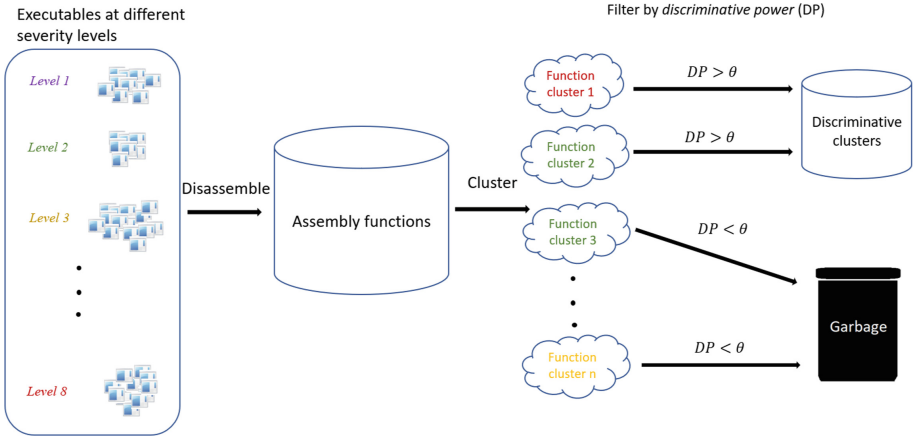 Executables at different
severity levels
Level 1
Level 2
Level 3
Level 8
Disassemble
Assembly functions
Cluster
Filter by discriminative power (DP)
Function
cluster 1
Function
cluster 2
Function
cluster 3
Function
cluster n
DP > θ
DP > θ
DP < θ
DP < θ
Discriminative
clusters
Garbage